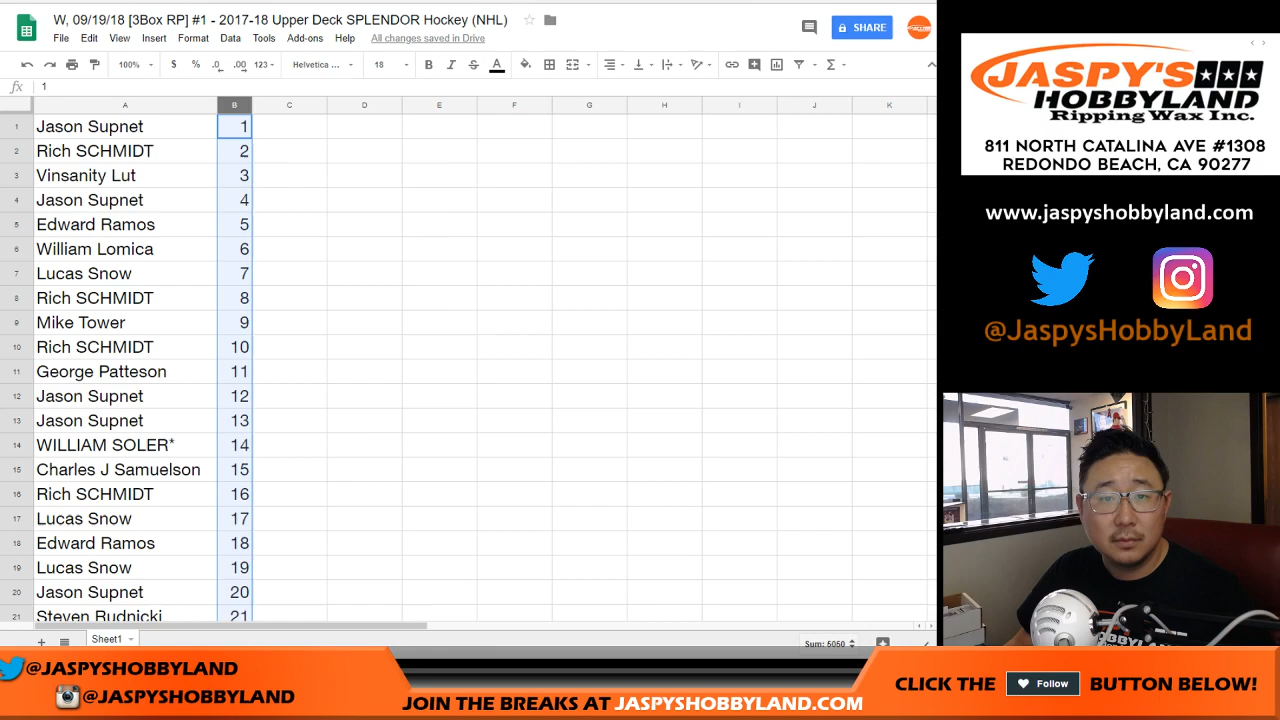 W, 09/19/18 [3Box RP] #1 - 2017-18 Upper Deck SPLENDOR Hockey (NHL)
File Edit View Insert Format Data Tools Add-ons Help All changes saved in Drive
SHARE
100% $ % .0 .00 123 Helvetica ... 18 B I S A
fx 1
A B C D E F G H I J K
1 Jason Supnet 1
2 Rich SCHMIDT 2
3 Vinsanity Lut 3
4 Jason Supnet 4
5 Edward Ramos 5
6 William Lomica 6
7 Lucas Snow 7
8 Rich SCHMIDT 8
9 Mike Tower 9
10 Rich SCHMIDT 10
11 George Patteson 11
12 Jason Supnet 12
13 Jason Supnet 13
14 WILLIAM SOLER* 14
15 Charles J Samuelson 15
16 Rich SCHMIDT 16
17 Lucas Snow 17
18 Edward Ramos 18
19 Lucas Snow 19
20 Jason Supnet 20
21 Steven Rudnicki 21
Sheet1
Sum: 5050
JASPY'S
HOBBYLAND
Ripping Wax Inc.
811 NORTH CATALINA AVE #1308
REDONDO BEACH, CA 90277
www.jaspyshobbyland.com
@JaspysHobbyLand
@JASPYSHOBBYLAND
@JASPYSHOBBYLAND
JOIN THE BREAKS AT JASPYSHOBBYLAND.COM
CLICK THE Follow BUTTON BELOW!